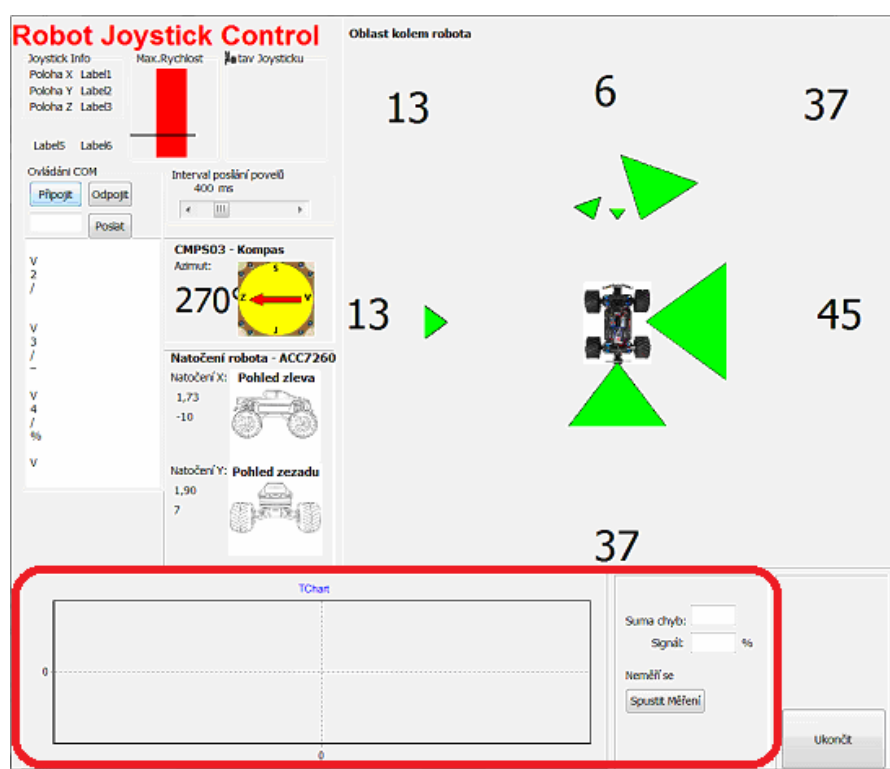 Robot Joystick Control
Joystick Info
Poloha X Label1
Poloha Y Label2
Poloha Z Label3
Label5 Label6
Max.Rychlost
tav Joysticku
Ovládání COM
Připojit Odpojit
Poslat
Interval posílání povelů
400 ms
V
2
/
V
3
/
–
V
4
/
%
V
CMPS03 - Kompas
Azimut:
270°
S
Z V
J
Natočení robota - ACC7260
Natočení X: Pohled zleva
1,73
-10
Natočení Y: Pohled zezadu
1,90
7
Oblast kolem robota
13 6 37
13 45
37
TChart
0
0
Suma chyb:
Signál: %
Neměří se
Spustit Měření
Ukončit